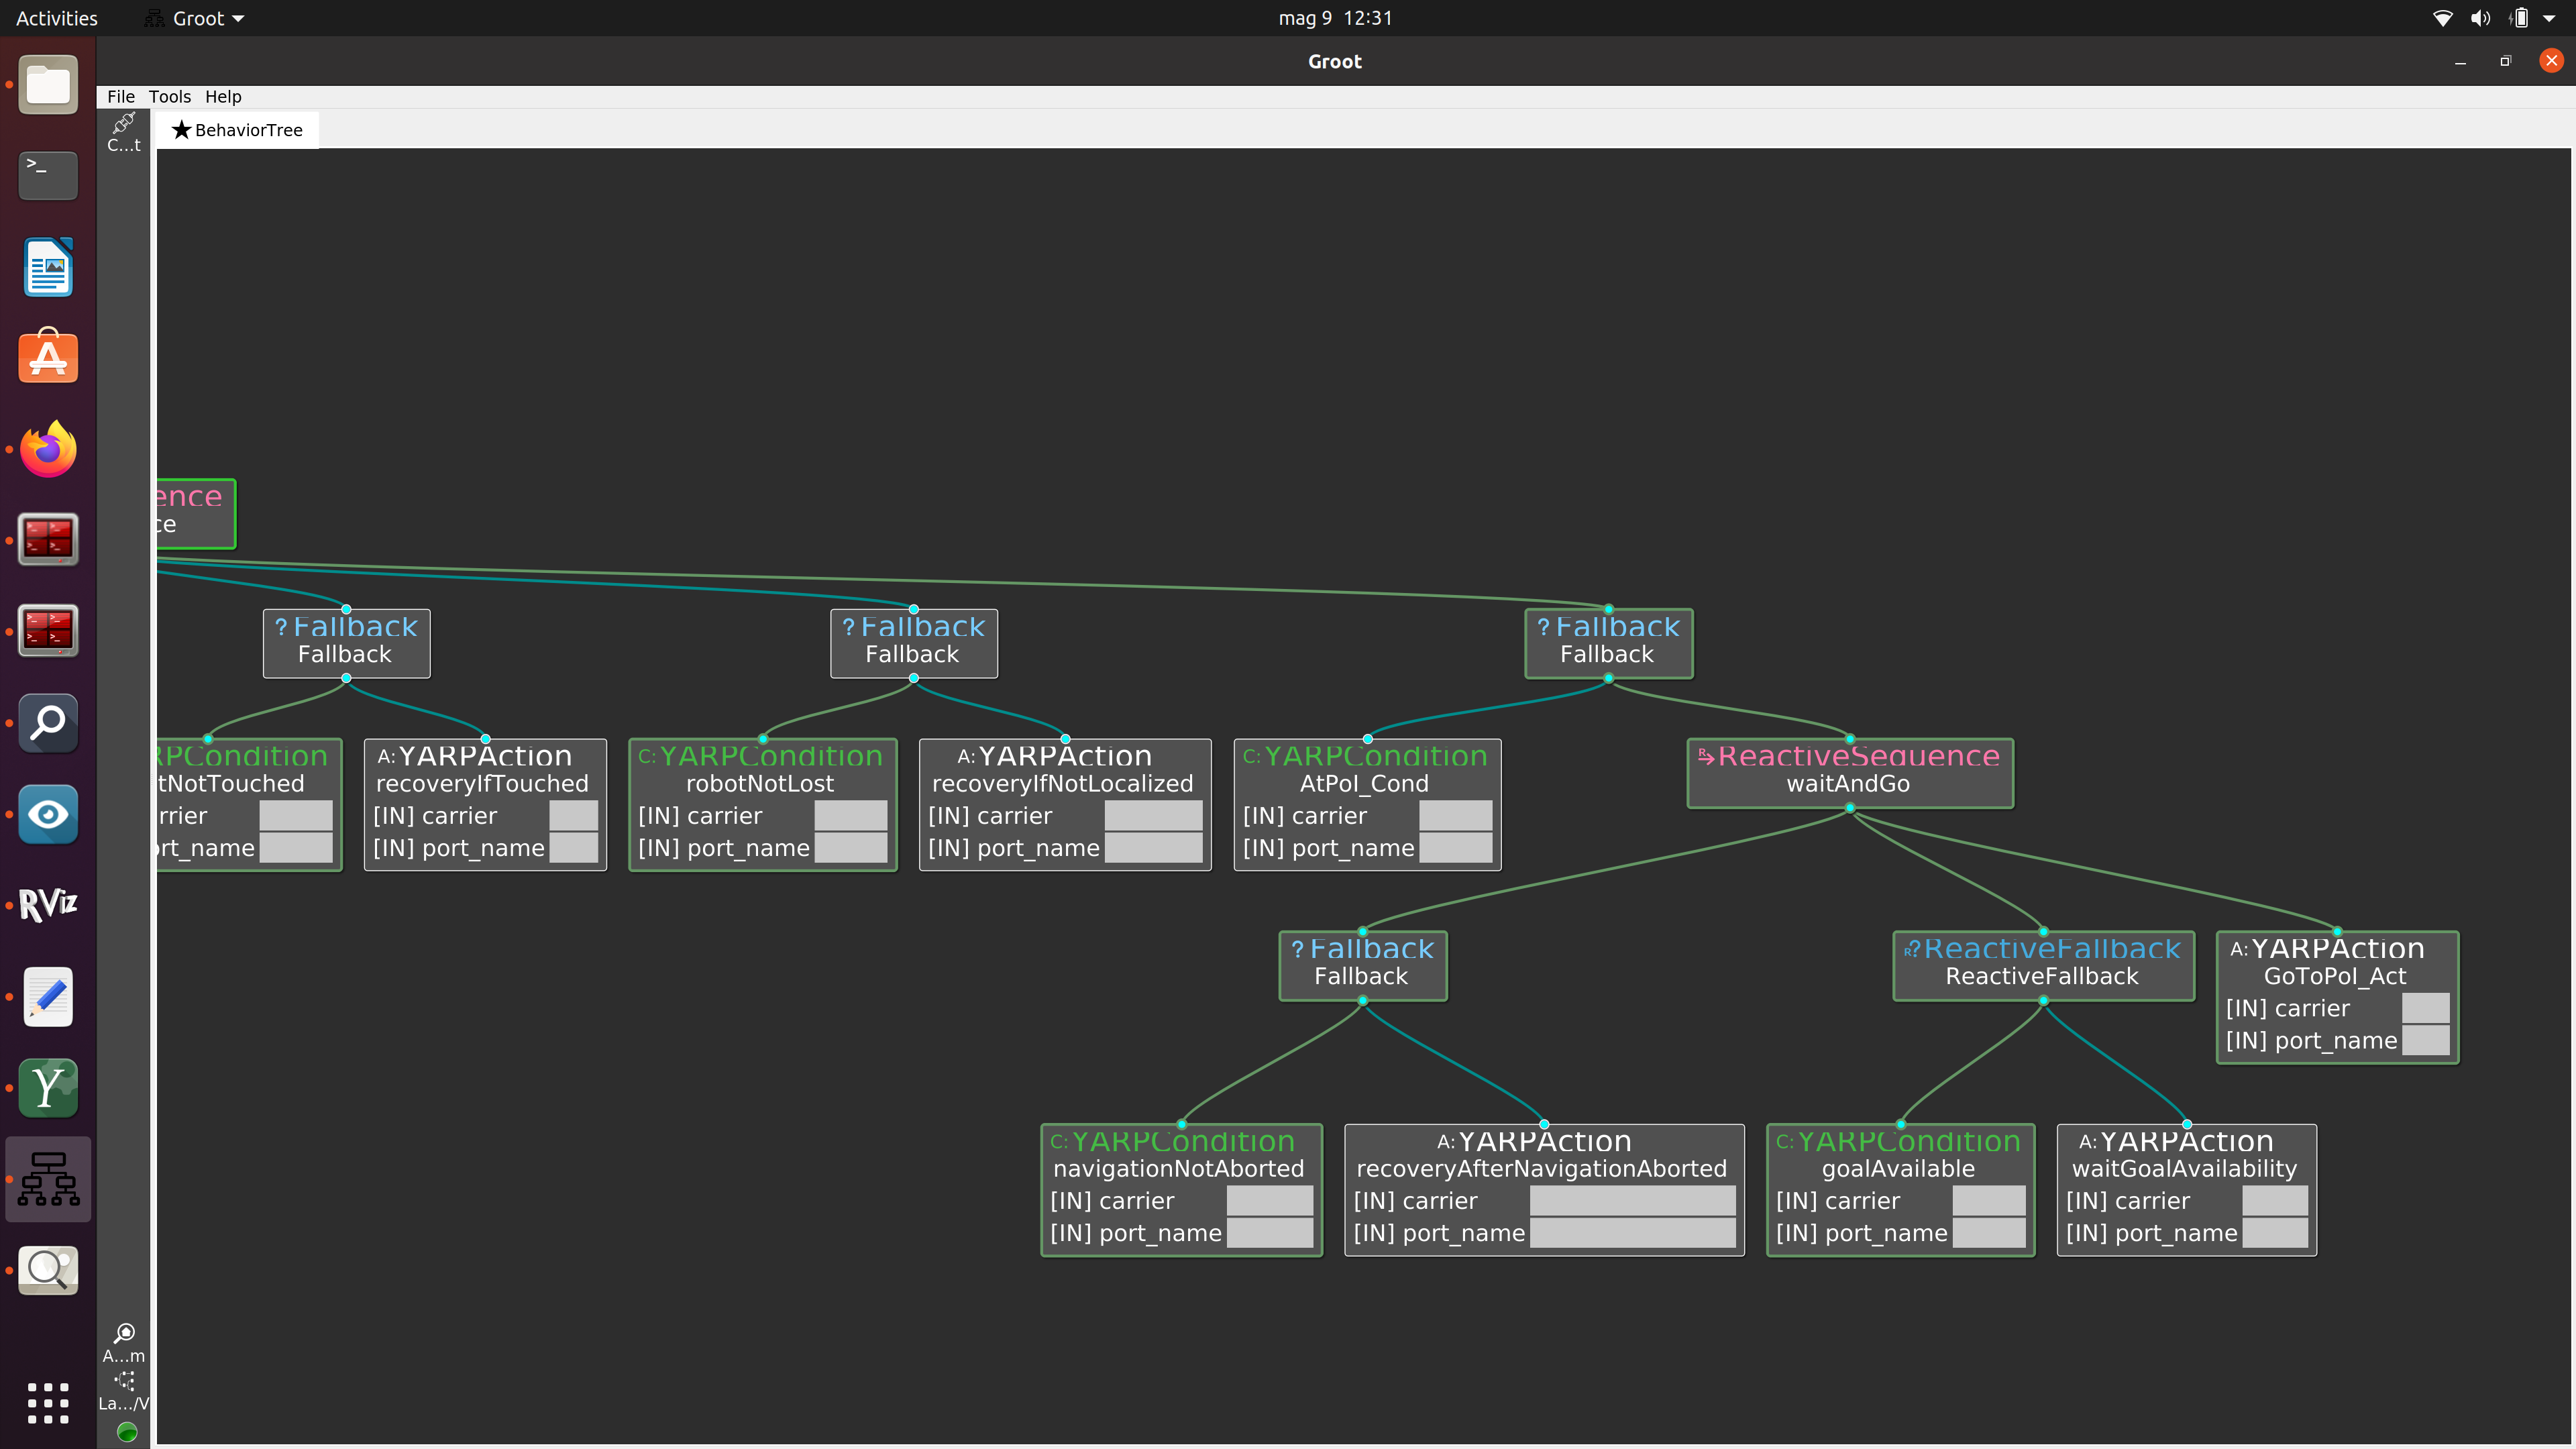 Activities
Groot
mag 9 12:31
Groot
File Tools Help
C...t
BehaviorTree
ence
ce
? Fallback
Fallback
? Fallback
Fallback
? Fallback
Fallback
RPCondition
tNotTouched
rrier
ort_name
A: YARPAction
recoveryIfTouched
[IN] carrier
[IN] port_name
C: YARPCondition
robotNotLost
[IN] carrier
[IN] port_name
A: YARPAction
recoveryIfNotLocalized
[IN] carrier
[IN] port_name
C: YARPCondition
AtPoI_Cond
[IN] carrier
[IN] port_name
R ReactiveSequence
waitAndGo
? Fallback
Fallback
R? ReactiveFallback
ReactiveFallback
A: YARPAction
GoToPoI_Act
[IN] carrier
[IN] port_name
C: YARPCondition
navigationNotAborted
[IN] carrier
[IN] port_name
A: YARPAction
recoveryAfterNavigationAborted
[IN] carrier
[IN] port_name
C: YARPCondition
goalAvailable
[IN] carrier
[IN] port_name
A: YARPAction
waitGoalAvailability
[IN] carrier
[IN] port_name
RViz
Y
A...m
La.../V